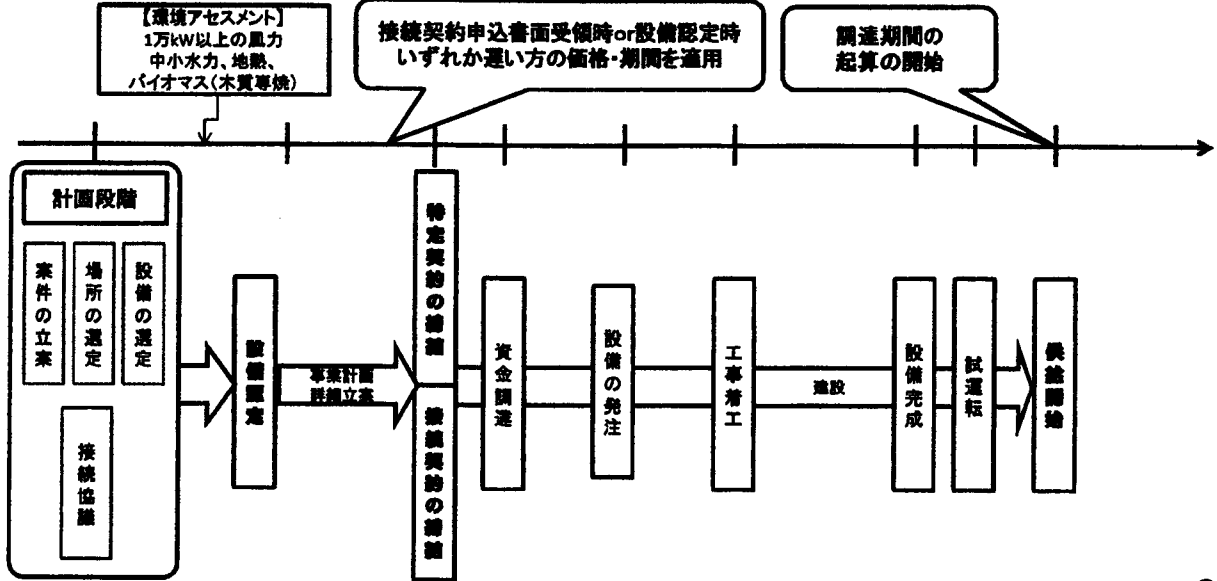 【環境アセスメント】
1万kW以上の風力
中小水力、地熱、
バイオマス(木質専焼)
接続契約申込書面受領時or設備認定時
いずれか遅い方の価格・期間を適用
調達期間の
起算の開始
計画段階
案件の立案
場所の選定
設備の選定
接続協議
設備認定
事業計画
詳細立案
特定契約の締結
接続契約の締結
資金調達
設備の発注
工事着工
建設
設備完成
試運転
供給開始